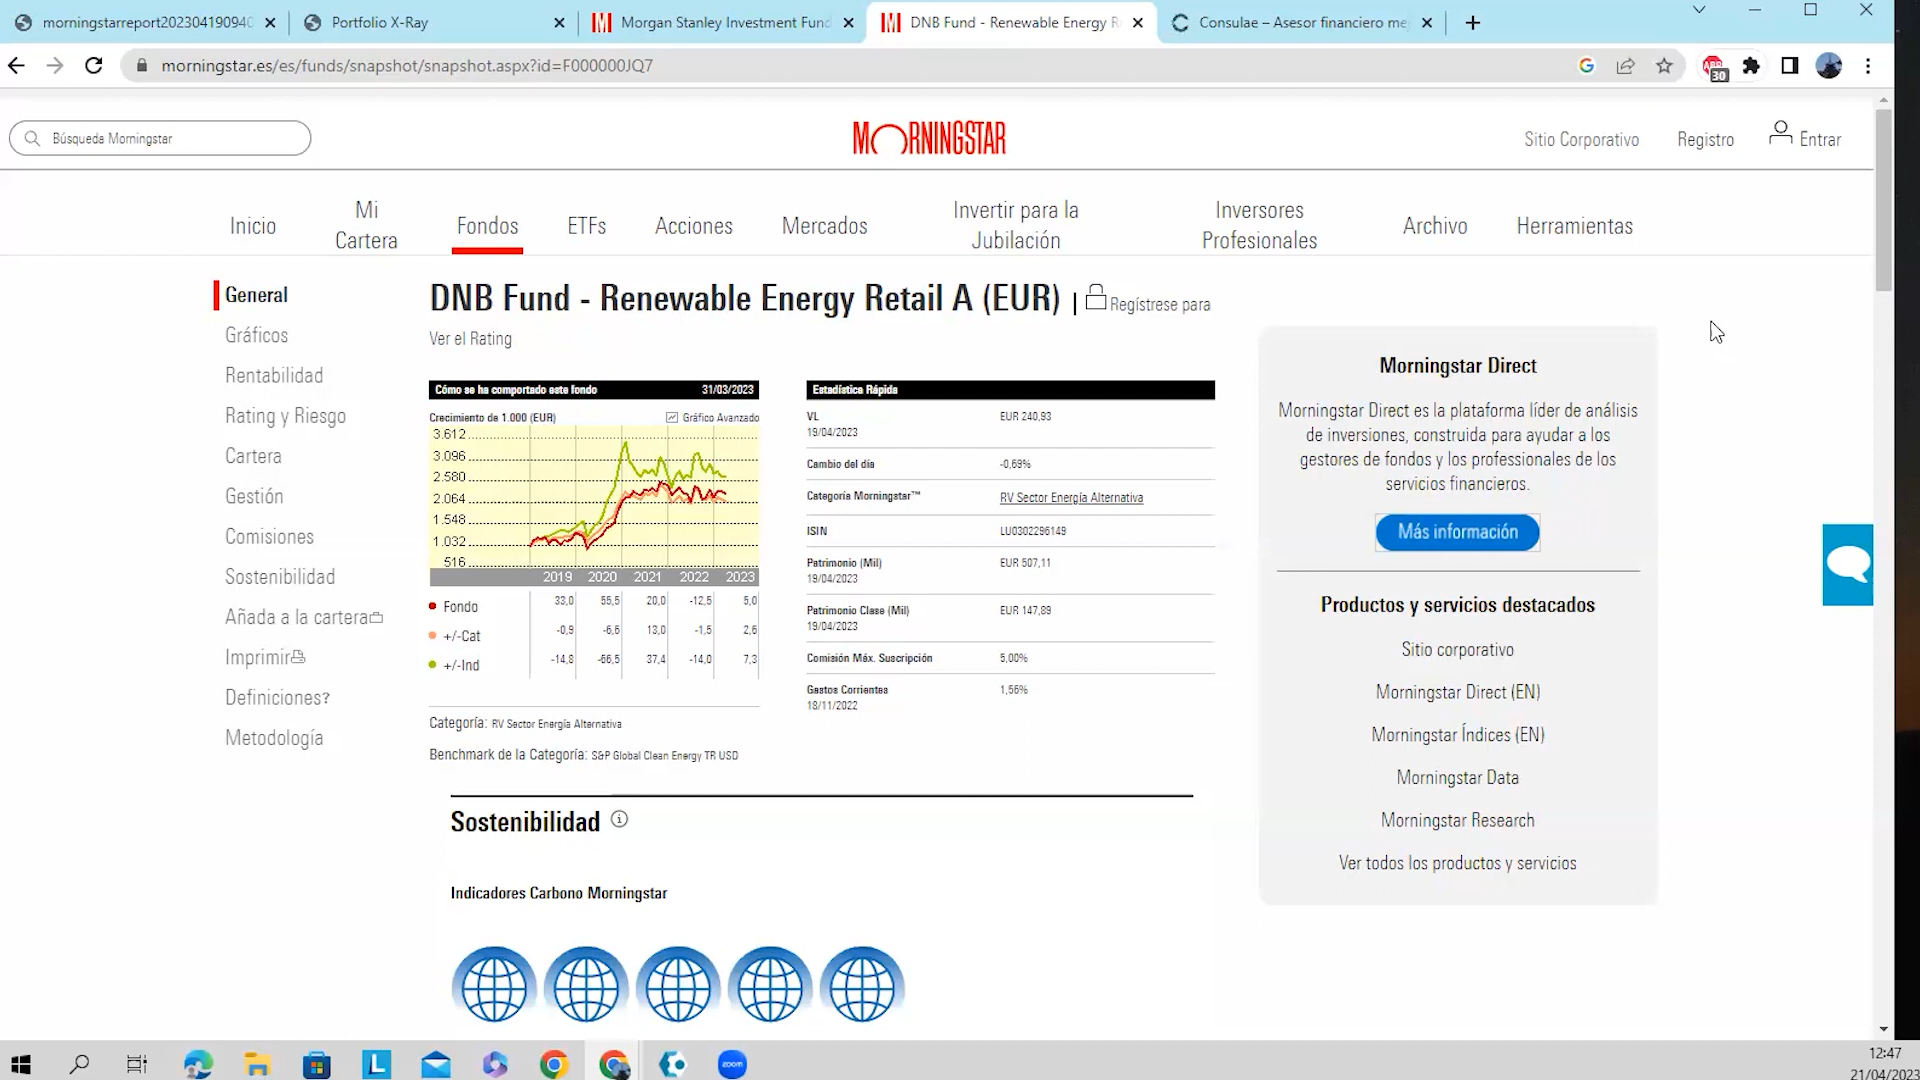 morningstarreport20230419094
Portfolio X-Ray
Morgan Stanley Investment Fund
DNB Fund - Renewable Energy R
Consulae – Asesor financiero me
morningstar.es/es/funds/snapshot/snapshot.aspx?id=F000000JQ7
30
Búsqueda Morningstar
MORNINGSTAR
Sitio Corporativo
Registro
Entrar
Inicio
Mi Cartera
Fondos
ETFs
Acciones
Mercados
Invertir para la Jubilación
Inversores Profesionales
Archivo
Herramientas
General
Gráficos
Rentabilidad
Rating y Riesgo
Cartera
Gestión
Comisiones
Sostenibilidad
Añada a la cartera
Imprimir
Definiciones?
Metodología
DNB Fund - Renewable Energy Retail A (EUR) | Regístrese para
Ver el Rating
Cómo se ha comportado este fondo 31/03/2023
Crecimiento de 1.000 (EUR) Gráfico Avanzado
3.612
3.096
2.580
2.064
1.548
1.032
516
2019 2020 2021 2022 2023
Fondo 33,0 55,5 20,0 -12,5 5,0
+/-Cat -0,9 -6,6 13,0 -1,5 2,6
+/-Ind -14,8 -66,5 37,4 -14,0 7,3
Categoría: RV Sector Energía Alternativa
Benchmark de la Categoría: S&P Global Clean Energy TR USD
Estadística Rápida
VL EUR 240,93
19/04/2023
Cambio del día -0,69%
Categoría Morningstar™ RV Sector Energía Alternativa
ISIN LU0302296149
Patrimonio (Mil) EUR 507,11
19/04/2023
Patrimonio Clase (Mil) EUR 147,89
19/04/2023
Comisión Máx. Suscripción 5,00%
Gastos Corrientes 1,56%
18/11/2022
Morningstar Direct
Morningstar Direct es la plataforma líder de análisis
de inversiones, construida para ayudar a los
gestores de fondos y los professionales de los
servicios financieros.
Más información
Productos y servicios destacados
Sitio corporativo
Morningstar Direct (EN)
Morningstar Índices (EN)
Morningstar Data
Morningstar Research
Ver todos los productos y servicios
Sostenibilidad
Indicadores Carbono Morningstar
L
zoom
12:47
21/04/2023